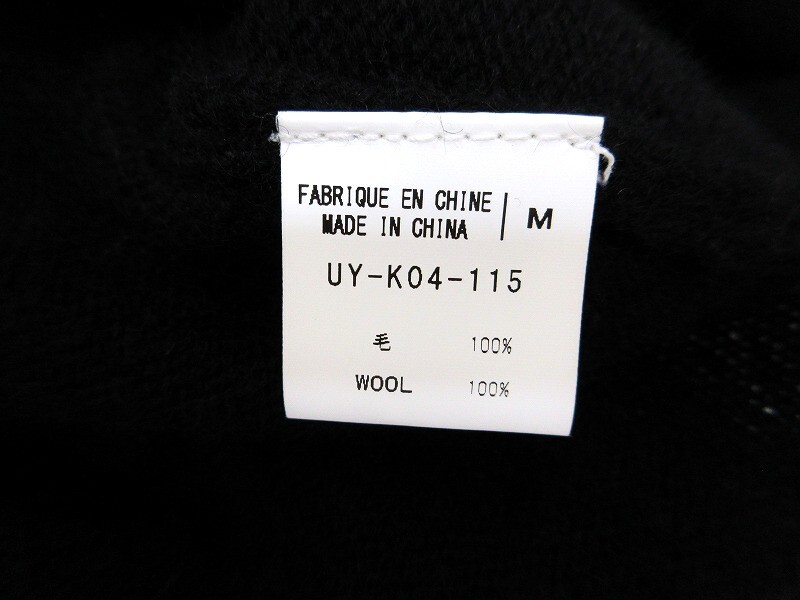 FABRIQUE EN CHINE
MADE IN CHINA
M
UY-K04-115
毛 100%
WOOL 100%